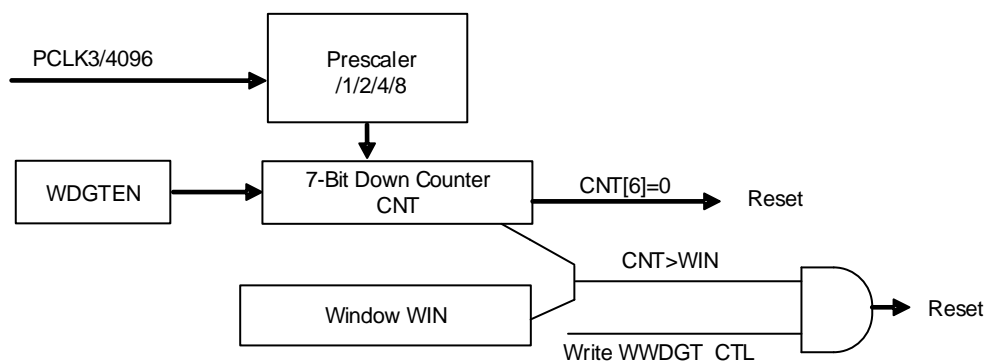 PCLK3/4096
Prescaler
/1/2/4/8
WDGTEN
7-Bit Down Counter
CNT
CNT[6]=0
Reset
CNT>WIN
Window WIN
Reset
Write WWDGT_CTL